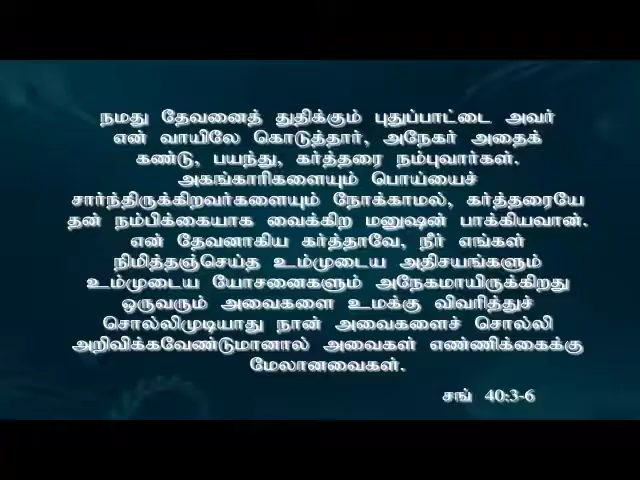 நமது தேவனைத் துதிக்கும் புதுப்பாட்டை அவர்
என் வாயிலே கொடுத்தார், அநேகர் அதைக்
கண்டு, பயந்து, கர்த்தரை நம்புவார்கள்.
அகங்காரிகளையும் பொய்யைச்
சார்ந்திருக்கிறவர்களையும் நோக்காமல், கர்த்தரையே
தன் நம்பிக்கையாக வைக்கிற மனுஷன் பாக்கியவான்.
என் தேவனாகிய கர்த்தாவே, நீர் எங்கள்
நிமித்தஞ்செய்த உம்முடைய அதிசயங்களும்
உம்முடைய யோசனைகளும் அநேகமாயிருக்கிறது
ஒருவரும் அவைகளை உமக்கு விவரித்துச்
சொல்லிமுடியாது நான் அவைகளைச் சொல்லி
அறிவிக்கவேண்டுமானால் அவைகள் எண்ணிக்கைக்கு
மேலானவைகள்.
சங் 40:3-6